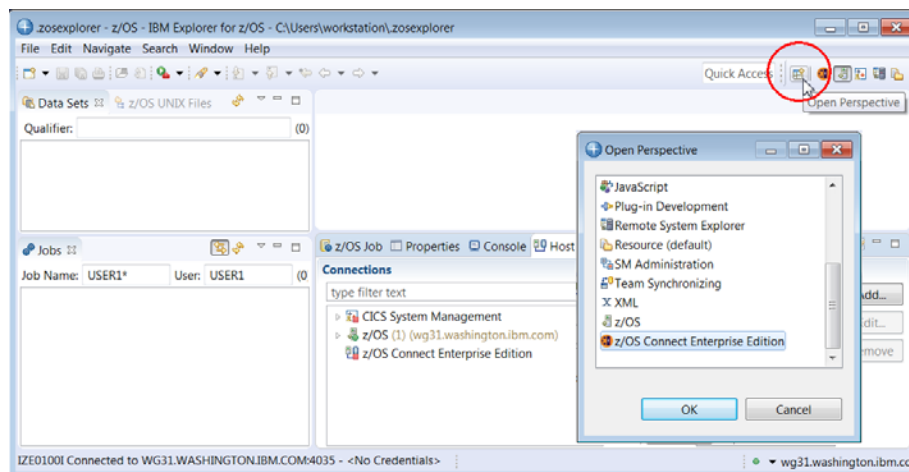 .zosexplorer - z/OS - IBM Explorer for z/OS - C:\Users\workstation\.zosexplorer
File Edit Navigate Search Window Help
Quick Access
Open Perspective
Data Sets z/OS UNIX Files
Qualifier: (0)
Open Perspective
JavaScript
Plug-in Development
Remote System Explorer
Resource (default)
SM Administration
Team Synchronizing
XML
z/OS
z/OS Connect Enterprise Edition
OK Cancel
Jobs
Job Name: USER1* User: USER1 (0
z/OS Job Properties Console Host
Connections
type filter text
CICS System Management
z/OS (1) (wg31.washington.ibm.com)
z/OS Connect Enterprise Edition
dd...
dit...
move
IZE0100I Connected to WG31.WASHINGTON.IBM.COM:4035 - <No Credentials>
wg31.washington.ibm.co